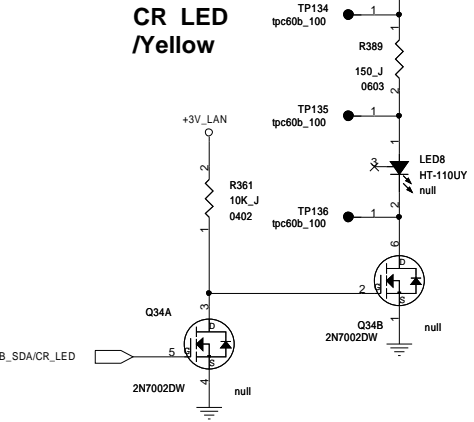 CR LED
/Yellow
TP134
tpc60b_100
1
1
R389
150_J
0603
2
TP135
tpc60b_100
1
+3V_LAN
1
3
LED8
HT-110UY
null
2
2
R361
10K_J
0402
1
TP136
tpc60b_100
1
6
D
G
S
2
3
Q34A
D
G
S
5
B_SDA/CR_LED
1
Q34B
2N7002DW
null
4
2N7002DW
null